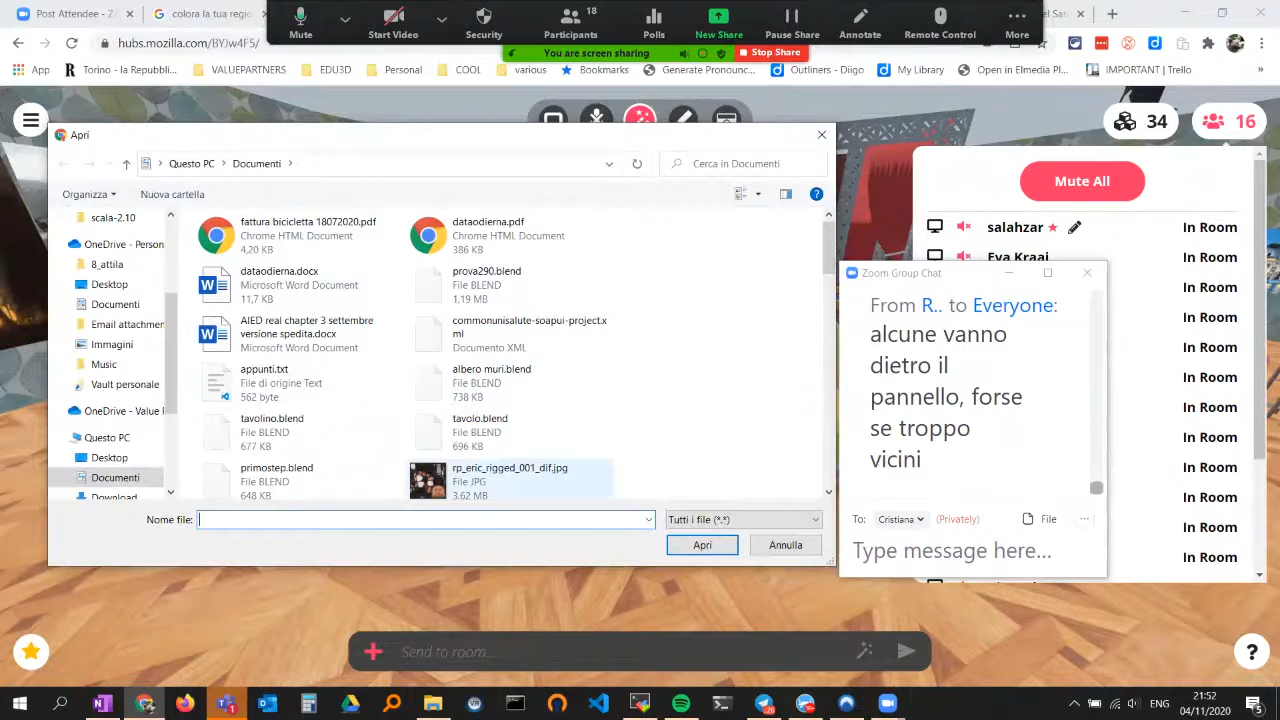 Post Attendee - Z
colora la tua regio
el Sar
Mute
Start Video
Security
18
Participants
Polls
New Share
Pause Share
Annotate
Remote Control
More
You are screen sharing
Stop Share
hubs.mozilla.com/BYJw4F5/
App
Torino - la Repubbli...
VALUEPARTNERS
EDU3D
Personal
COOL
various
Bookmarks
Generate Pronounc...
Outliners - Diigo
My Library
Open in Elmedia Pl...
IMPORTANT | Trello
»
34
16
Apri
Questo PC > Documenti >
Cerca in Documenti
Organizza
Nuova cartella
scala-2.10
OneDrive - Person
8_attila
Desktop
Documenti
Email attachmen
Immagini
Music
Vault personale
OneDrive - Value P
Questo PC
Desktop
Documenti
Download
fattura bicicletta 18072020.pdf
Chrome HTML Document
4,20 KB
dataodierna.pdf
Chrome HTML Document
386 KB
dataodierna.docx
Microsoft Word Document
11,7 KB
prova290.blend
File BLEND
1,19 MB
AIED real chapter 3 settembre
versione spedita.docx
Microsoft Word Document
commonunisalute-soapui-project.x
ml
Documento XML
appunti.txt
File di origine Text
562 byte
albero muri.blend
File BLEND
738 KB
tavolino.blend
File BLEND
677 KB
tavolo.blend
File BLEND
696 KB
primostep.blend
File BLEND
648 KB
rp_eric_rigged_001_dif.jpg
File JPG
3,62 MB
Nome file:
Tutti i file (*.*)
Apri
Annulla
Mute All
salahzar
In Room
Eva Kraai
In Room
In Room
In Room
In Room
In Room
In Room
In Room
In Room
In Room
In Room
In Room
Zoom Group Chat
From R.. to Everyone:
alcune vanno
dietro il
pannello, forse
se troppo
vicini
To: Cristiana (Privately)
File
...
Type message here...
Send to room...
?
ENG
21:52
04/11/2020